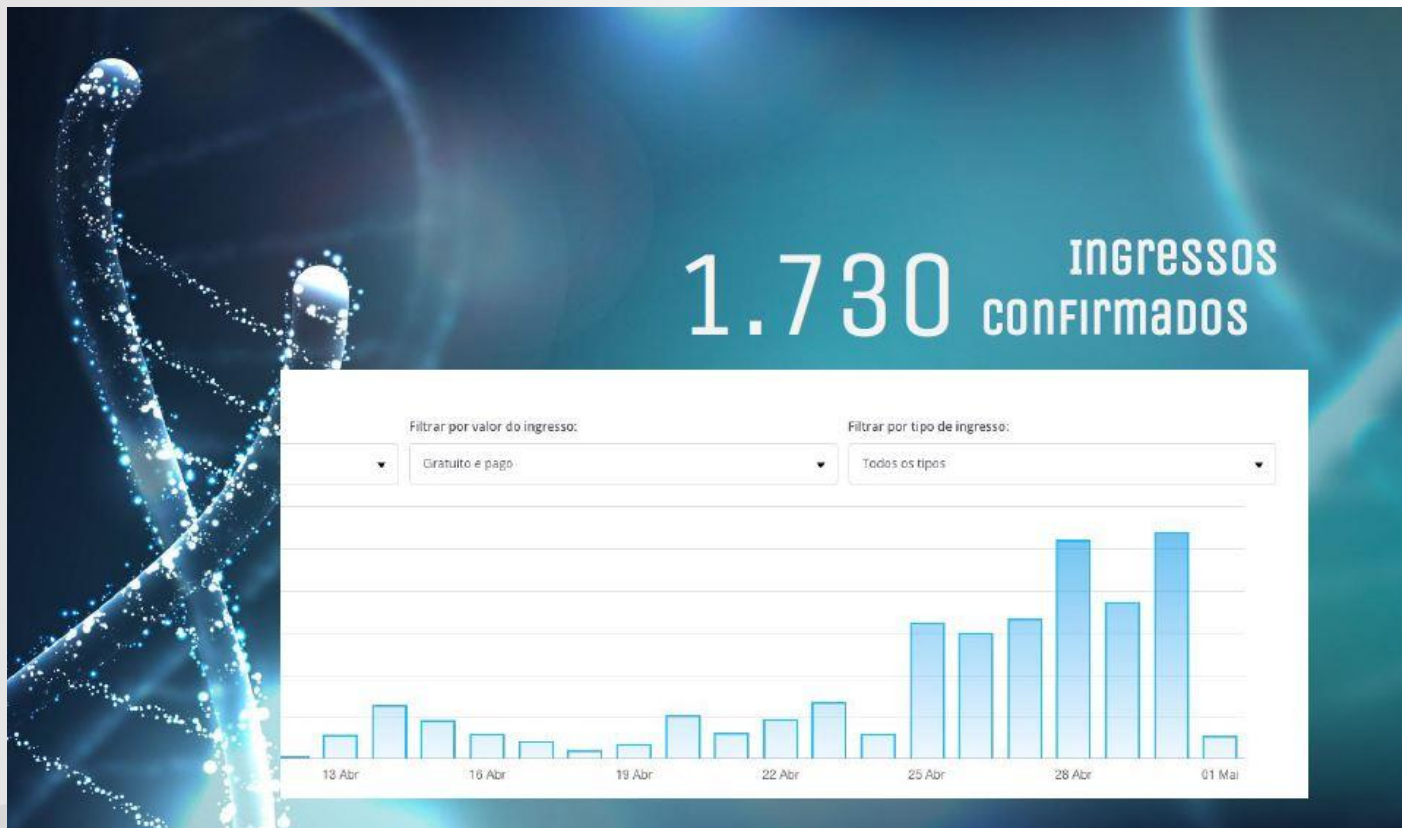 1.730
INGRESSOS
CONFIRMADOS
Filtrar por valor do ingresso:
Filtrar por tipo de ingresso:
Gratuito e pago
Todos os tipos
13 Abr
16 Abr
19 Abr
22 Abr
25 Abr
28 Abr
01 Mai